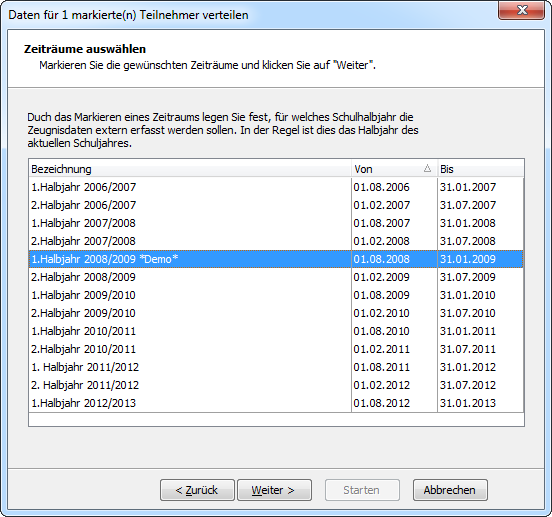 Daten für 1 markierte(n) Teilnehmer verteilen
Zeiträume auswählen
Markieren Sie die gewünschten Zeiträume und klicken Sie auf "Weiter".
Duch das Markieren eines Zeitraums legen Sie fest, für welches Schulhalbjahr die
Zeugnisdaten extern erfasst werden sollen. In der Regel ist dies das Halbjahr des
aktuellen Schuljahres.
Bezeichnung Von Bis
1.Halbjahr 2006/2007 01.08.2006 31.01.2007
2.Halbjahr 2006/2007 01.02.2007 31.07.2007
1.Halbjahr 2007/2008 01.08.2007 31.01.2008
2.Halbjahr 2007/2008 01.02.2008 31.07.2008
1.Halbjahr 2008/2009 *Demo* 01.08.2008 31.01.2009
2.Halbjahr 2008/2009 01.02.2009 31.07.2009
1.Halbjahr 2009/2010 01.08.2009 31.01.2010
2.Halbjahr 2009/2010 01.02.2010 31.07.2010
1.Halbjahr 2010/2011 01.08.2010 31.01.2011
2.Halbjahr 2010/2011 01.02.2011 31.07.2011
1. Halbjahr 2011/2012 01.08.2011 31.01.2012
2. Halbjahr 2011/2012 01.02.2012 31.07.2012
1.Halbjahr 2012/2013 01.08.2012 31.01.2013
< Zurück Weiter > Starten Abbrechen